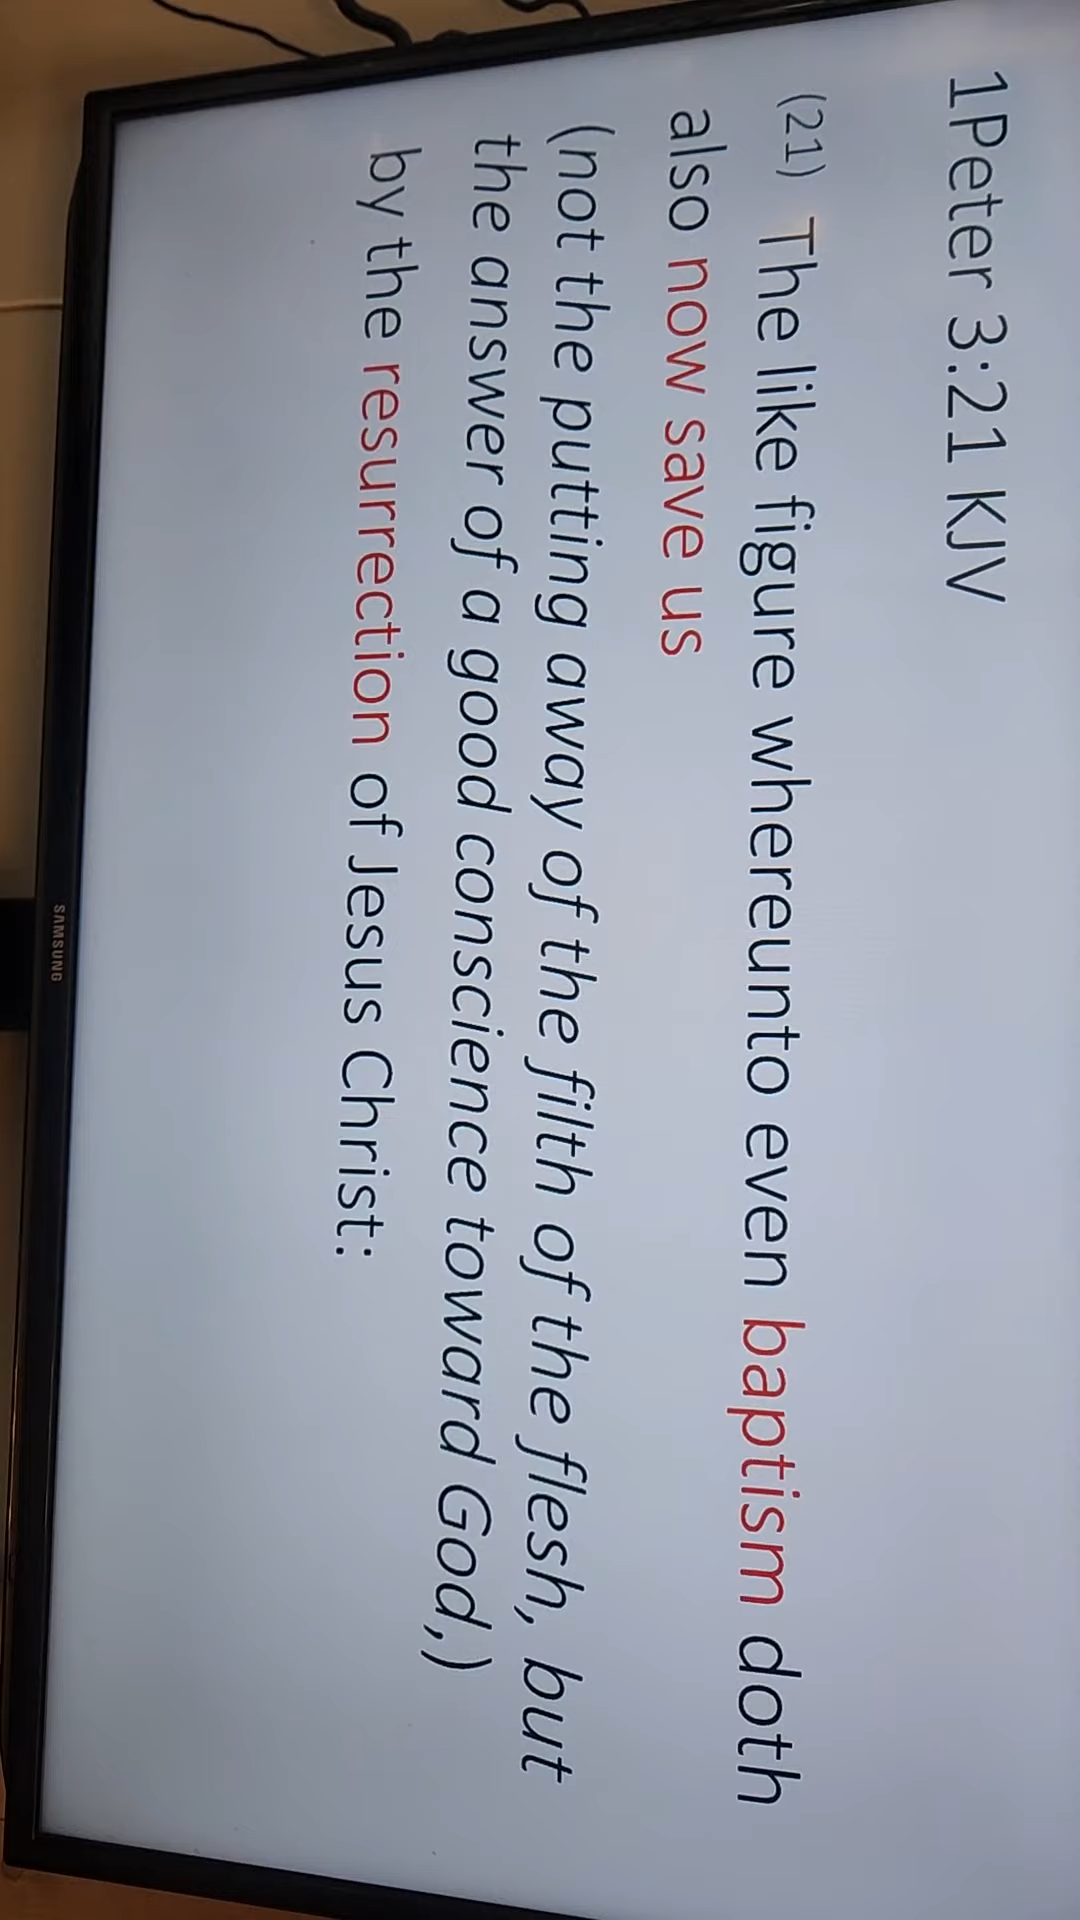 1Peter 3:21 KJV
(21) The like figure whereunto even baptism doth
also now save us
(not the putting away of the filth of the flesh, but
the answer of a good conscience toward God,)
by the resurrection of Jesus Christ:
SAMSUNG